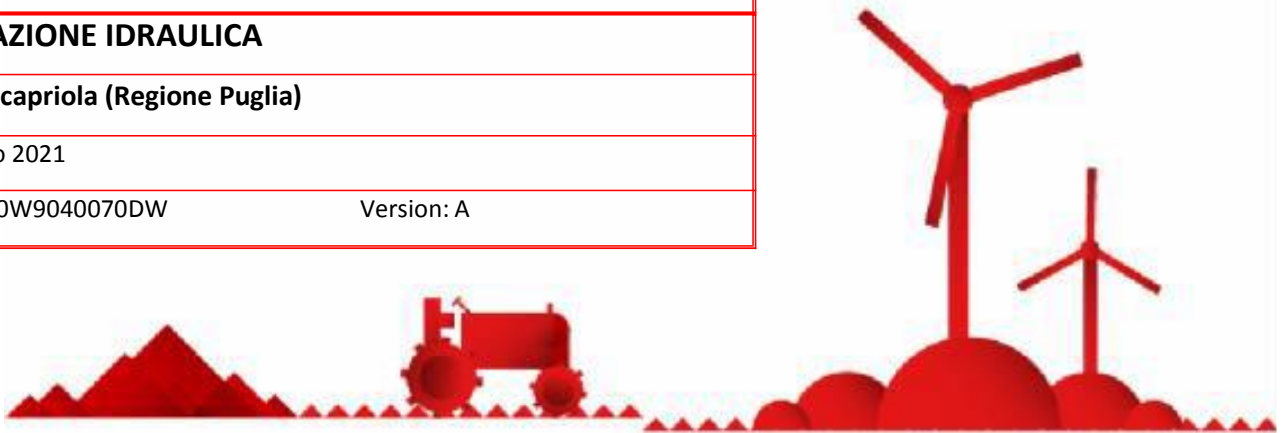 AZIONE IDRAULICA
capriola (Regione Puglia)
o 2021
0W9040070DW Version: A